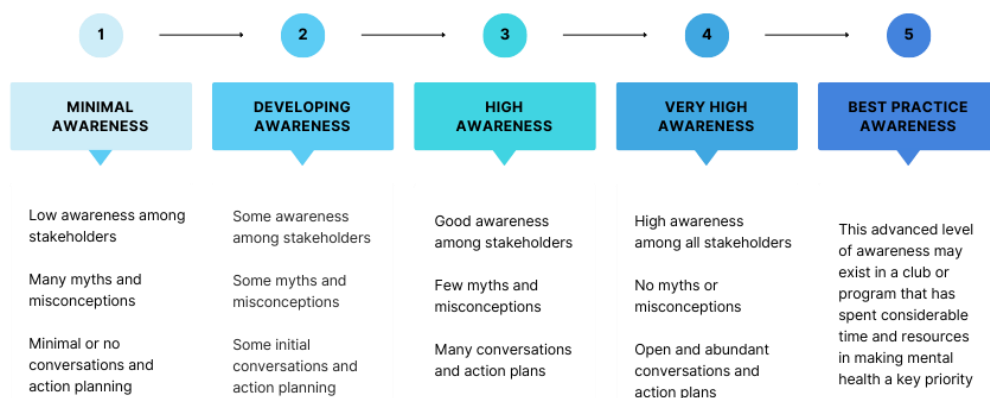 1
2
3
4
5
MINIMAL
AWARENESS
DEVELOPING
AWARENESS
HIGH
AWARENESS
VERY HIGH
AWARENESS
BEST PRACTICE
AWARENESS
Low awareness among
stakeholders
Many myths and
misconceptions
Minimal or no
conversations and
action planning
Some awareness
among stakeholders
Some myths and
misconceptions
Some initial
conversations and
action planning
Good awareness
among stakeholders
Few myths and
misconceptions
Many conversations
and action plans
High awareness
among all stakeholders
No myths or
misconceptions
Open and abundant
conversations and
action plans
This advanced level
of awareness may
exist in a club or
program that has
spent considerable
time and resources
in making mental
health a key priority